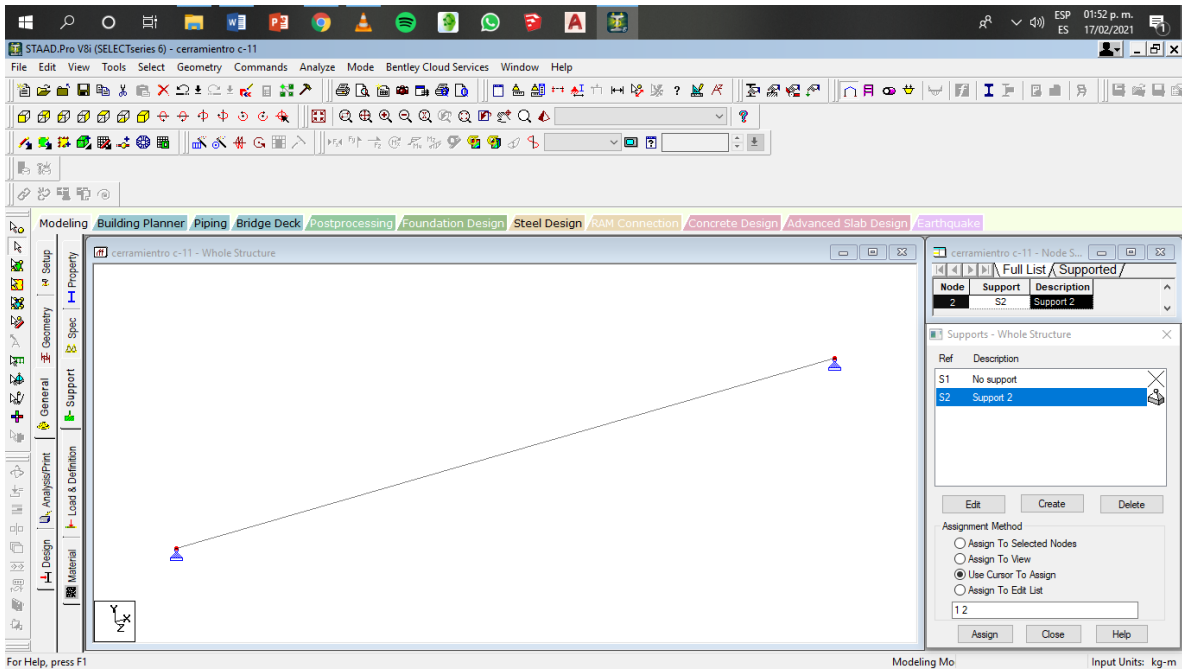 ESP 01:52 p. m.
ES 17/02/2021
STAAD.Pro V8i (SELECTseries 6) - cerramientro c-11
File Edit View Tools Select Geometry Commands Analyze Mode Bentley Cloud Services Window Help
Modeling Building Planner Piping Bridge Deck Postprocessing Foundation Design Steel Design RAM Connection Concrete Design Advanced Slab Design Earthquake
Setup
Geometry
General
Analysis/Print
Design
Property
Spec
Support
Load & Definition
Material
cerramientro c-11 - Whole Structure
Y
X
Z
cerramientro c-11 - Node S...
Full List Supported
Node Support Description
2 S2 Support 2
Supports - Whole Structure
Ref Description
S1 No support
S2 Support 2
Edit Create Delete
Assignment Method
Assign To Selected Nodes
Assign To View
Use Cursor To Assign
Assign To Edit List
1 2
Assign Close Help
For Help, press F1 Modeling Mo Input Units: kg-m